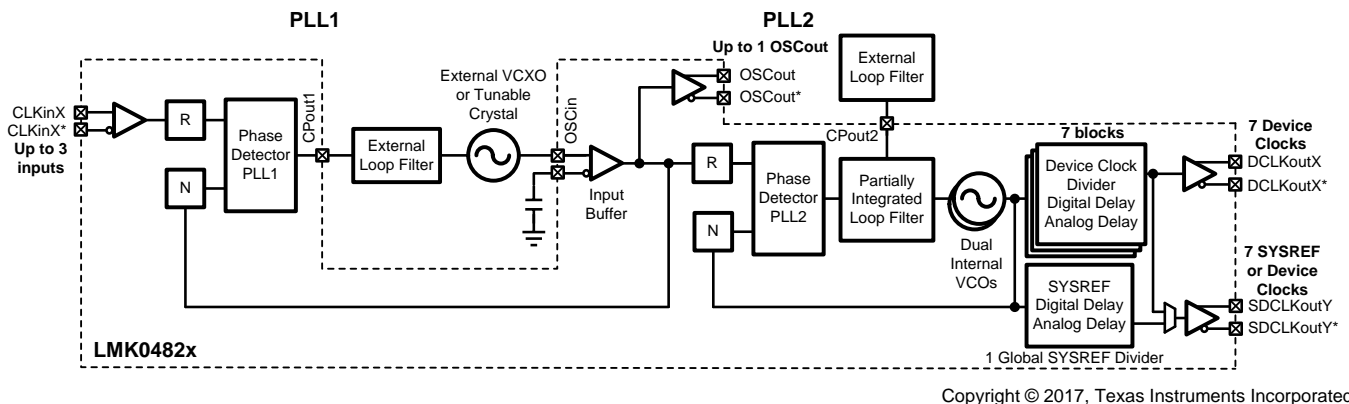 PLL1
PLL2
Up to 1 OSCout
CLKinX
CLKinX*
Up to 3
inputs
R
N
Phase
Detector
PLL1
CPout1
External
Loop Filter
External VCXO
or Tunable
Crystal
OSCin
Input
Buffer
OSCout
OSCout*
R
N
Phase
Detector
PLL2
External
Loop Filter
CPout2
Partially
Integrated
Loop Filter
Dual
Internal
VCOs
7 blocks
Device Clock
Divider
Digital Delay
Analog Delay
SYSREF
Digital Delay
Analog Delay
1 Global SYSREF Divider
7 Device
Clocks
DCLKoutX
DCLKoutX*
7 SYSREF
or Device
Clocks
SDCLKoutY
SDCLKoutY*
LMK0482x
Copyright © 2017, Texas Instruments Incorporated